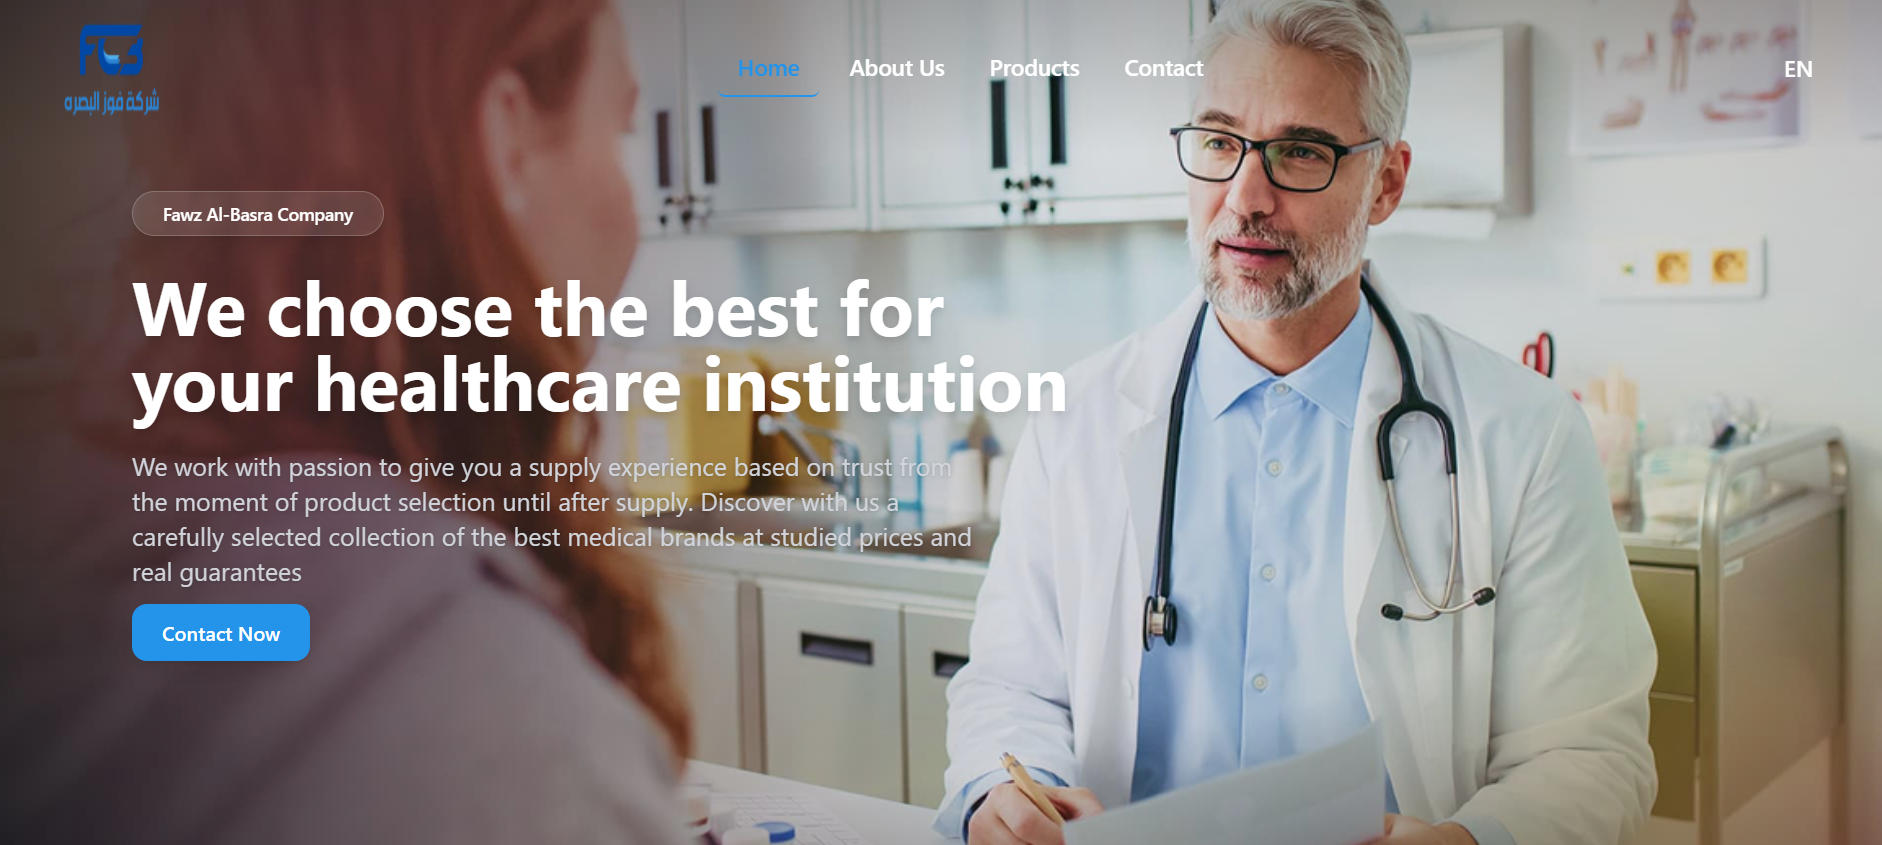 شركة فوز البصره
Home
About Us
Products
Contact
EN
Fawz Al-Basra Company
We choose the best for
your healthcare institution
We work with passion to give you a supply experience based on trust from
the moment of product selection until after supply. Discover with us a
carefully selected collection of the best medical brands at studied prices and
real guarantees
Contact Now